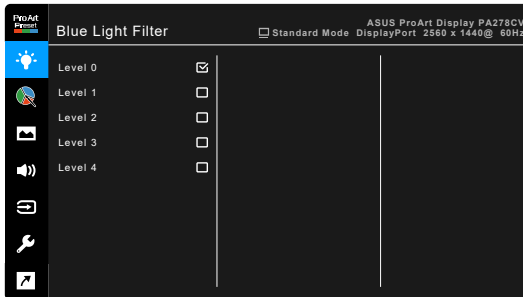 ProArt
Preset
Blue Light Filter
ASUS ProArt Display PA278CV
Standard Mode DisplayPort 2560 x 1440@ 60Hz
Level 0
Level 1
Level 2
Level 3
Level 4